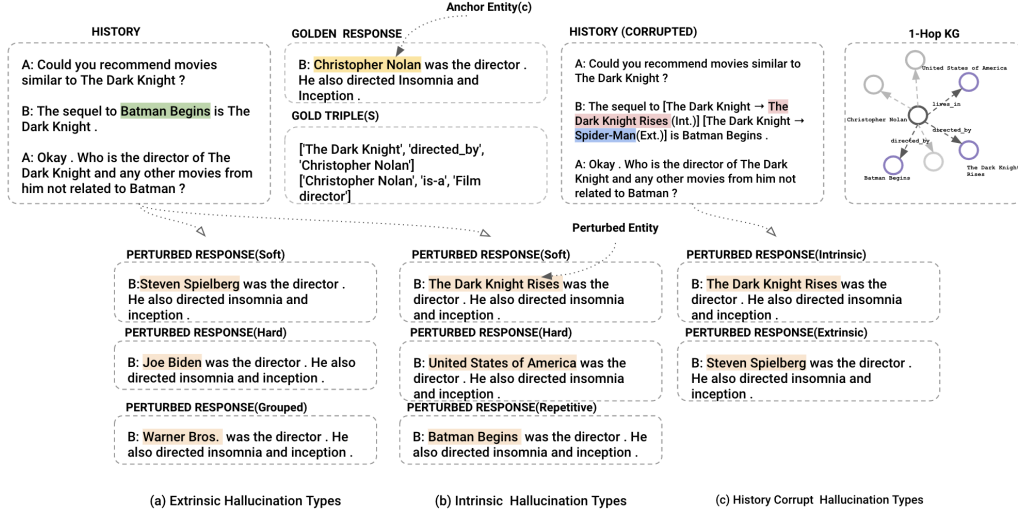 Anchor Entity(c)
HISTORY
A: Could you recommend movies
similar to The Dark Knight ?
B: The sequel to Batman Begins is The
Dark Knight .
A: Okay . Who is the director of The
Dark Knight and any other movies from
him not related to Batman ?
GOLDEN RESPONSE
B: Christopher Nolan was the director .
He also directed Insomnia and
Inception .
GOLD TRIPLE(S)
['The Dark Knight', 'directed_by',
'Christopher Nolan']
['Christopher Nolan', 'is-a', 'Film
director']
HISTORY (CORRUPTED)
A: Could you recommend movies similar to
The Dark Knight ?
B: The sequel to [The Dark Knight → The
Dark Knight Rises (Int.)] [The Dark Knight →
Spider-Man(Ext.)] is Batman Begins .
A: Okay . Who is the director of The Dark
Knight and any other movies from him not
related to Batman ?
1-Hop KG
United States of America
lives_in
Christopher Nolan
directed_by
directed_by
Batman Begins
The Dark Knight
Rises
Perturbed Entity
PERTURBED RESPONSE(Soft)
B:Steven Spielberg was the director .
He also directed insomnia and
inception .
PERTURBED RESPONSE(Hard)
B: Joe Biden was the director . He also
directed insomnia and inception .
PERTURBED RESPONSE(Grouped)
B: Warner Bros. was the director . He
also directed insomnia and inception .
(a) Extrinsic Hallucination Types
PERTURBED RESPONSE(Soft)
B: The Dark Knight Rises was the
director . He also directed insomnia
and inception .
PERTURBED RESPONSE(Hard)
B: United States of America was the
director . He also directed insomnia
and inception .
PERTURBED RESPONSE(Repetitive)
B: Batman Begins was the director . He
also directed insomnia and inception .
(b) Intrinsic Hallucination Types
PERTURBED RESPONSE(Intrinsic)
B: The Dark Knight Rises was the
director . He also directed insomnia
and inception .
PERTURBED RESPONSE(Extrinsic)
B: Steven Spielberg was the director .
He also directed insomnia and
inception .
(c) History Corrupt Hallucination Types